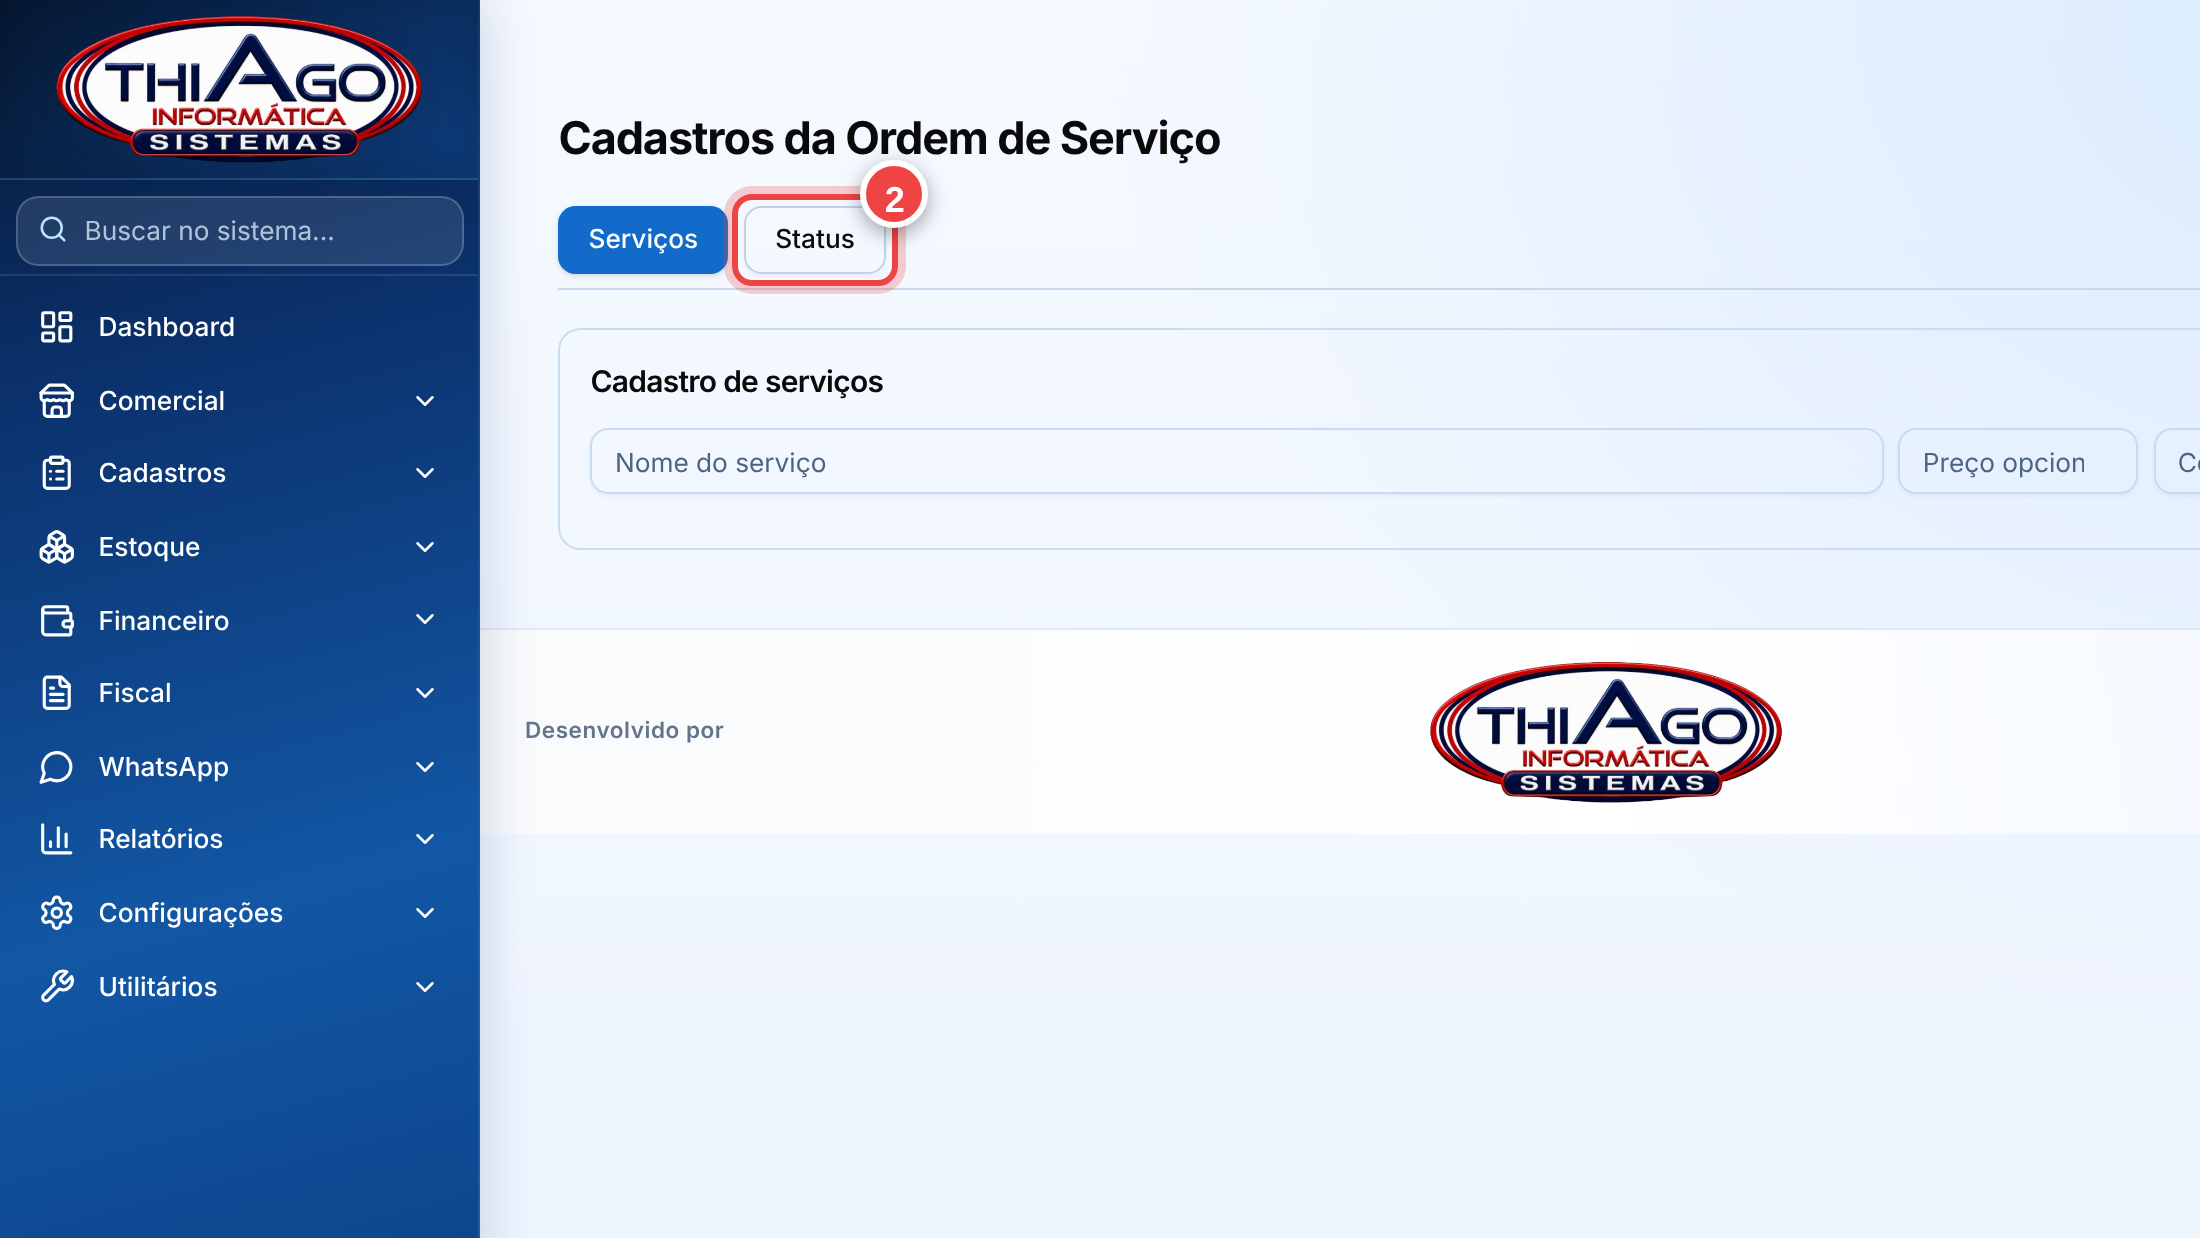 THIAGO
INFORMÁTICA
SISTEMAS
Buscar no sistema...
Dashboard
Comercial
Cadastros
Estoque
Financeiro
Fiscal
WhatsApp
Relatórios
Configurações
Utilitários
Cadastros da Ordem de Serviço
2
Serviços
Status
Cadastro de serviços
Nome do serviço
Preço opcion
Desenvolvido por
THIAGO
INFORMÁTICA
SISTEMAS